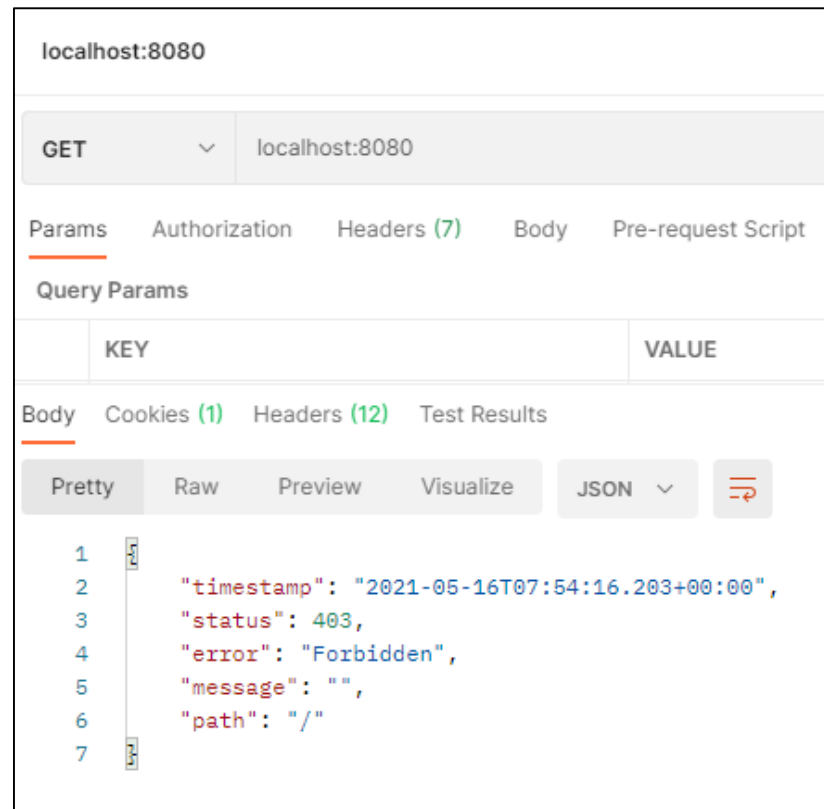 localhost:8080
GET localhost:8080
Params Authorization Headers (7) Body Pre-request Script
Query Params
KEY VALUE
Body Cookies (1) Headers (12) Test Results
Pretty Raw Preview Visualize JSON
1 {
2 "timestamp": "2021-05-16T07:54:16.203+00:00",
3 "status": 403,
4 "error": "Forbidden",
5 "message": "",
6 "path": "/"
7 }